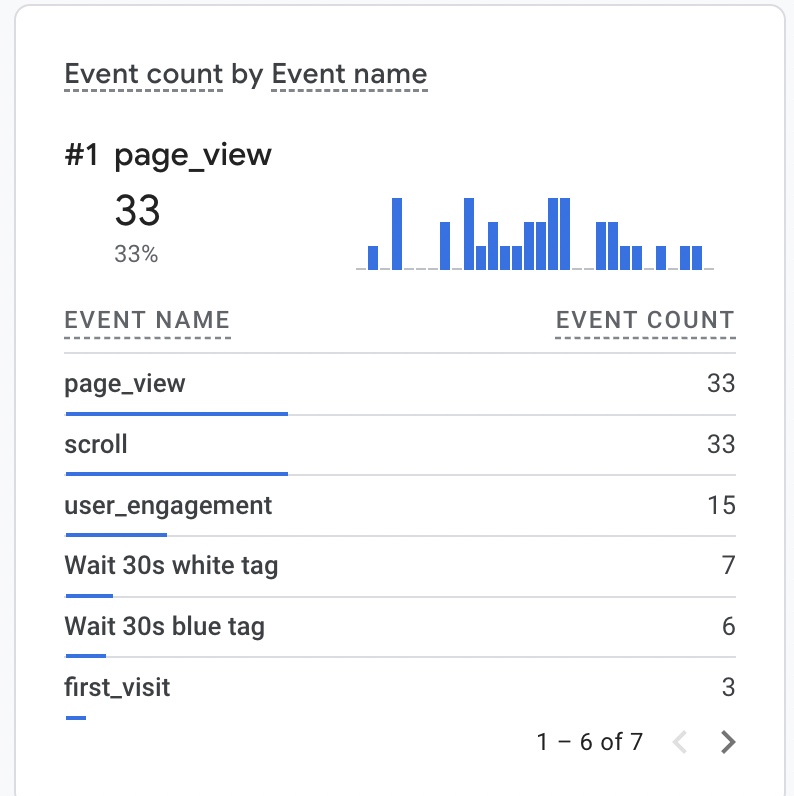 Event count by Event name
#1 page_view
33
33%
EVENT NAME EVENT COUNT
page_view 33
scroll 33
user_engagement 15
Wait 30s white tag 7
Wait 30s blue tag 6
first_visit 3
1 – 6 of 7